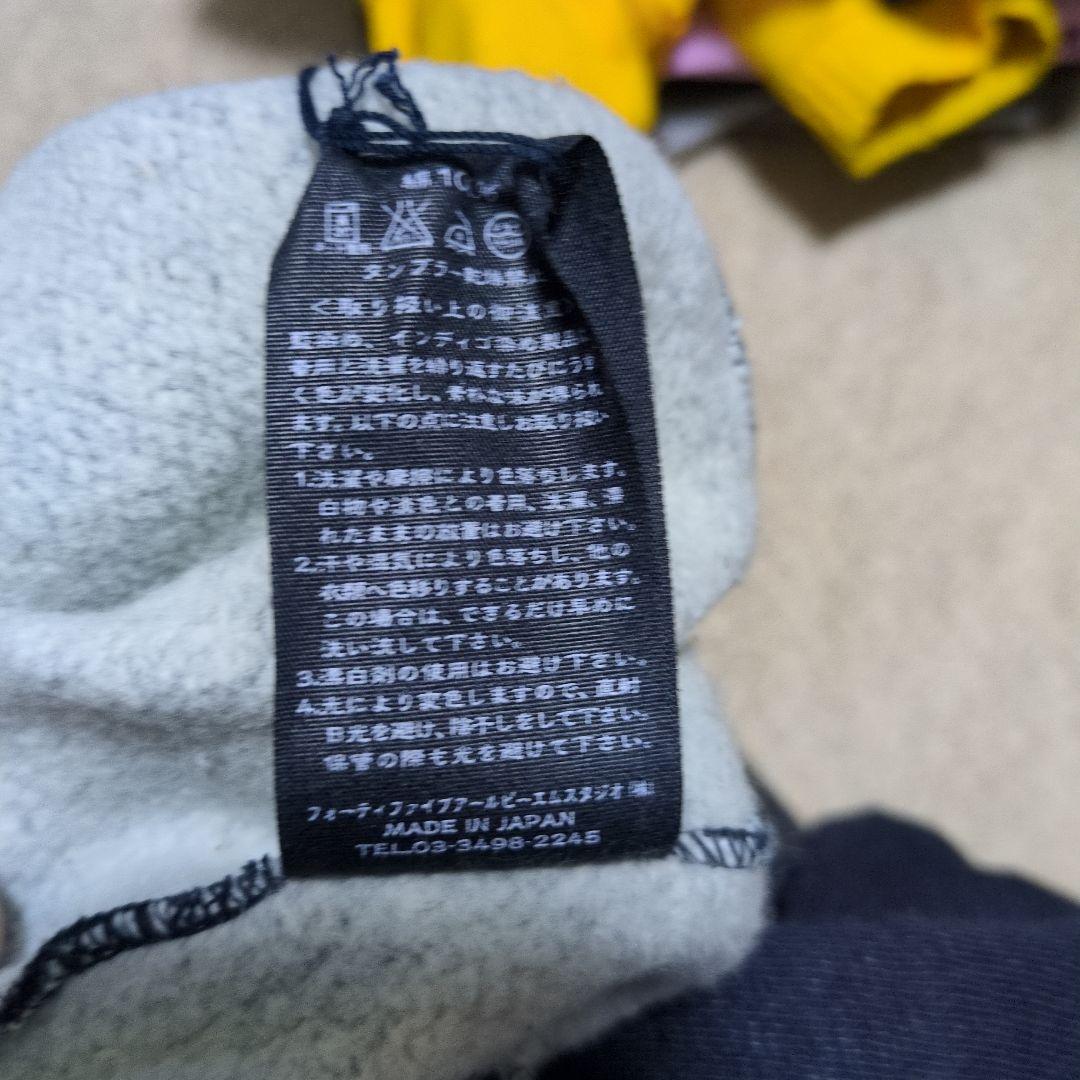 綿 10
タンブラー乾燥禁止
<取り扱い上の御注意
藍染め、インディゴ染め製品
着用と洗濯を繰り返すたびに
く色が変化し、それな
ます。以下の点に注意しお取り扱い
下さい。
1.洗濯や摩擦により色落ちします。
白物や淡色との着用、洗濯、濡
れたままの放置はお避け下さい。
2.汗や湿気により色落ちし、他の
衣類へ色移りすることがあります。
この場合は、できるだけ早めに
洗い流して下さい。
3.漂白剤の使用はお避け下さい。
4.光により変色しますので、直射
日光を避け、陰干しをして下さい。
保管の際も光を避けて下さい。
フォーティファイブアールピーエムスタジオ(株)
MADE IN JAPAN
TEL.03-3498-2245